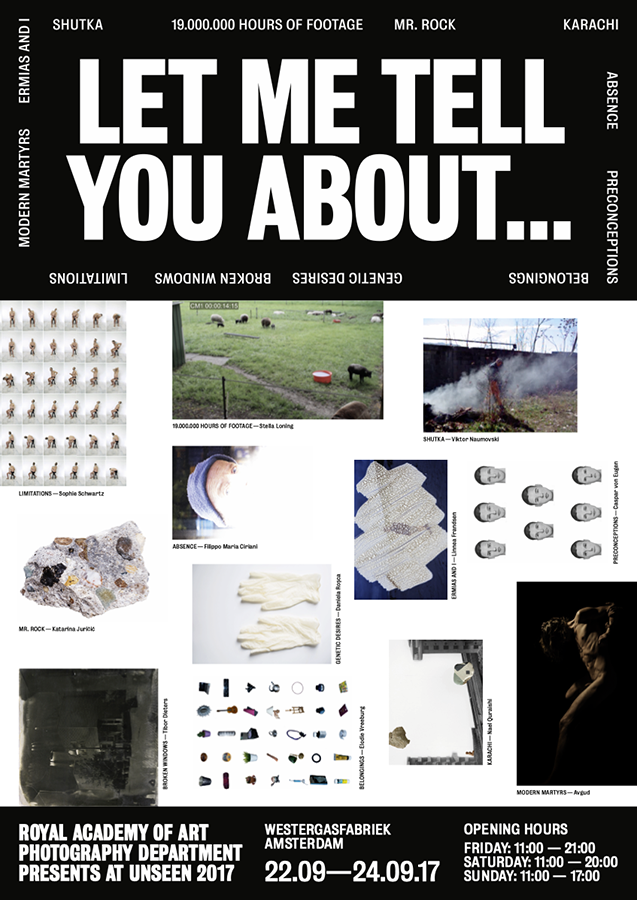 SHUTKA
19.000.000 HOURS OF FOOTAGE
MR. ROCK
KARACHI
ERMIAS AND I
MODERN MARTYRS
LET ME TELL
YOU ABOUT...
ABSENCE
PRECONCEPTIONS
BELONGINGS
GENETIC DESIRES
BROKEN WINDOWS
LIMITATIONS
CM1 00:00:14:15
19.000.000 HOURS OF FOOTAGE — Stella Loning
SHUTKA — Viktor Naumovski
LIMITATIONS — Sophie Schwartz
ABSENCE — Filippo Maria Ciriani
ERMIAS AND I — Linnea Frandsen
PRECONCEPTIONS — Caspar von Eugen
MR. ROCK — Katarina Juričić
GENETIC DESIRES — Daniela Roșca
BROKEN WINDOWS — Tibor Dieters
BELONGINGS — Elodie Vreeburg
KARACHI — Nael Quraishi
MODERN MARTYRS — Avgud
ROYAL ACADEMY OF ART
PHOTOGRAPHY DEPARTMENT
PRESENTS AT UNSEEN 2017
WESTERGASFABRIEK
AMSTERDAM
22.09—24.09.17
OPENING HOURS
FRIDAY: 11:00 — 21:00
SATURDAY: 11:00 — 20:00
SUNDAY: 11:00 — 17:00